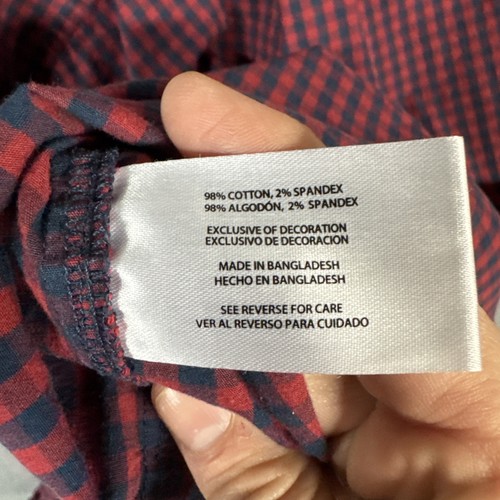 98% COTTON, 2% SPANDEX
98% ALGODÓN, 2% SPANDEX
EXCLUSIVE OF DECORATION
EXCLUSIVO DE DECORACION
MADE IN BANGLADESH
HECHO EN BANGLADESH
SEE REVERSE FOR CARE
VER AL REVERSO PARA CUIDADO